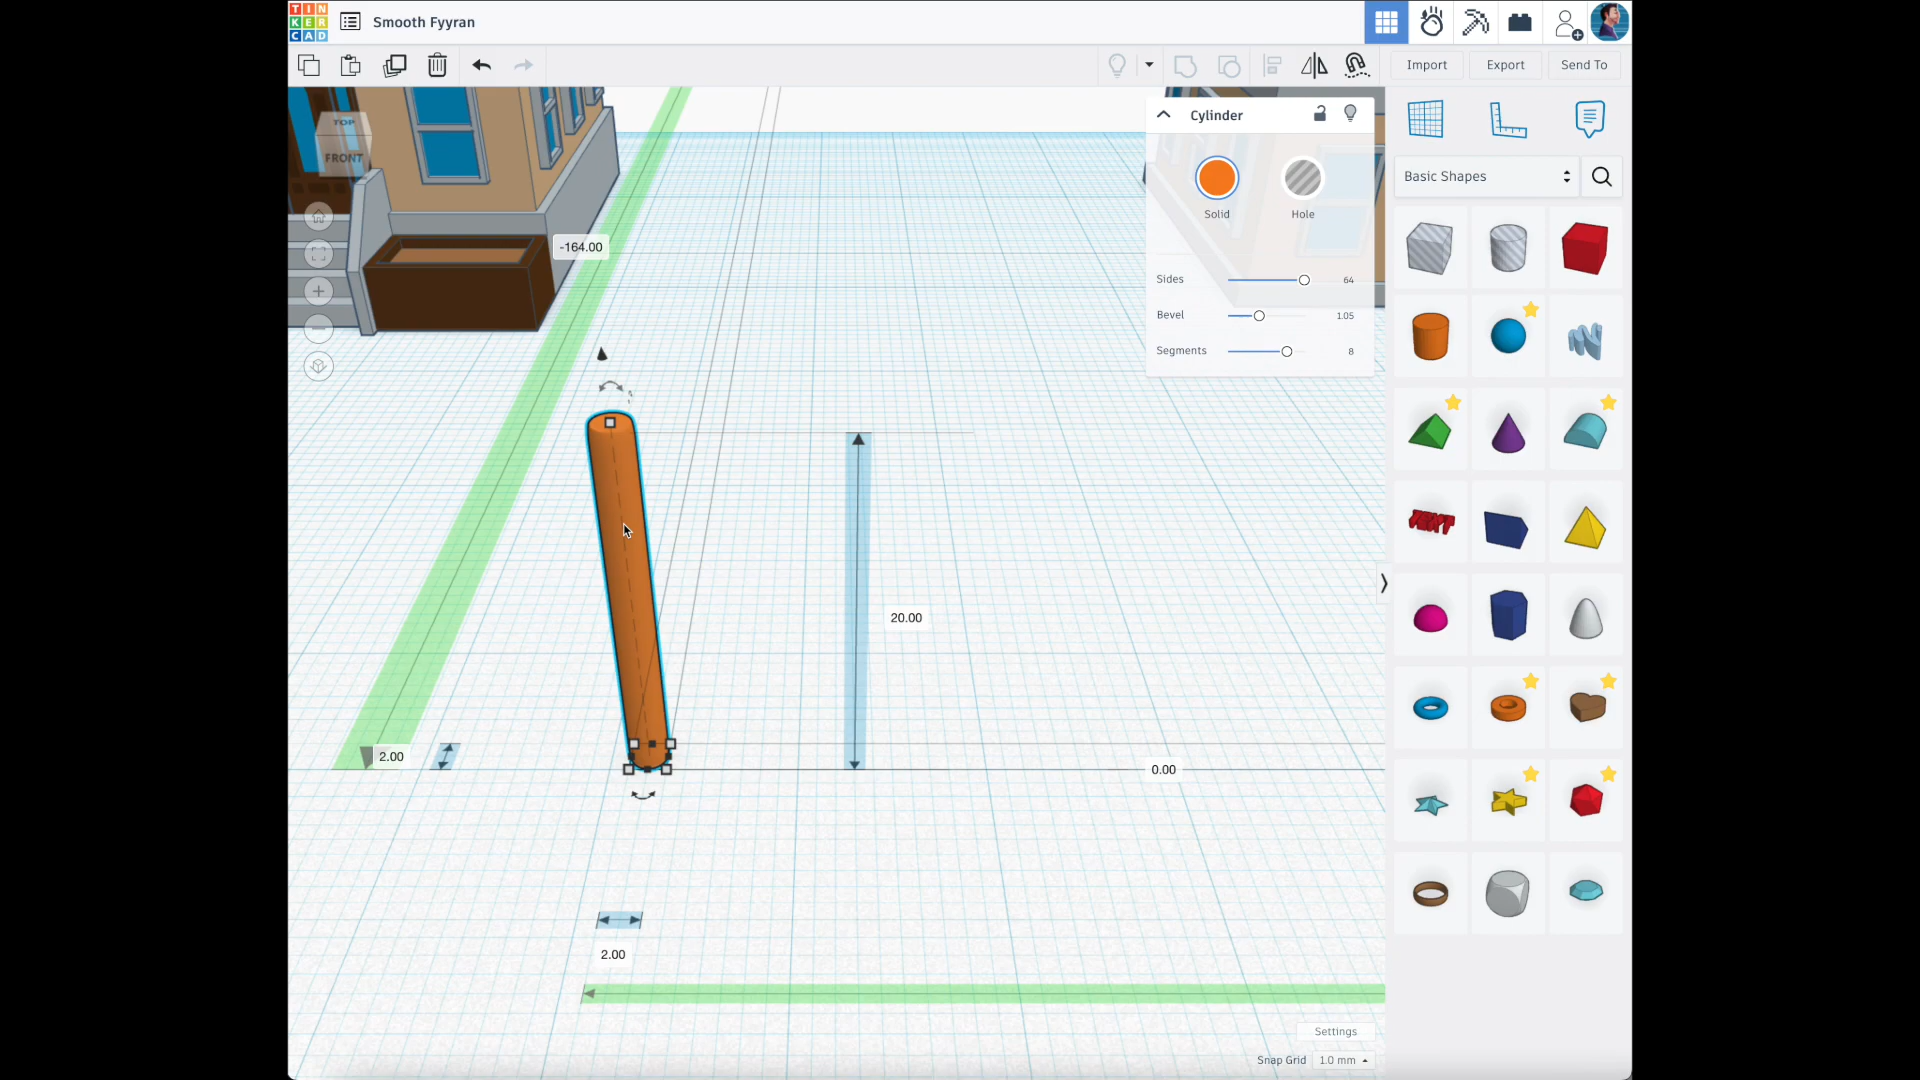 TIN
KER
CAD
Smooth Fyyran
Import
Export
Send To
TOP
FRONT
Cylinder
Solid
Hole
Sides
64
Bevel
1.05
Segments
8
Basic Shapes
TEXT
-164.00
20.00
2.00
0.00
2.00
Settings
Snap Grid
1.0 mm